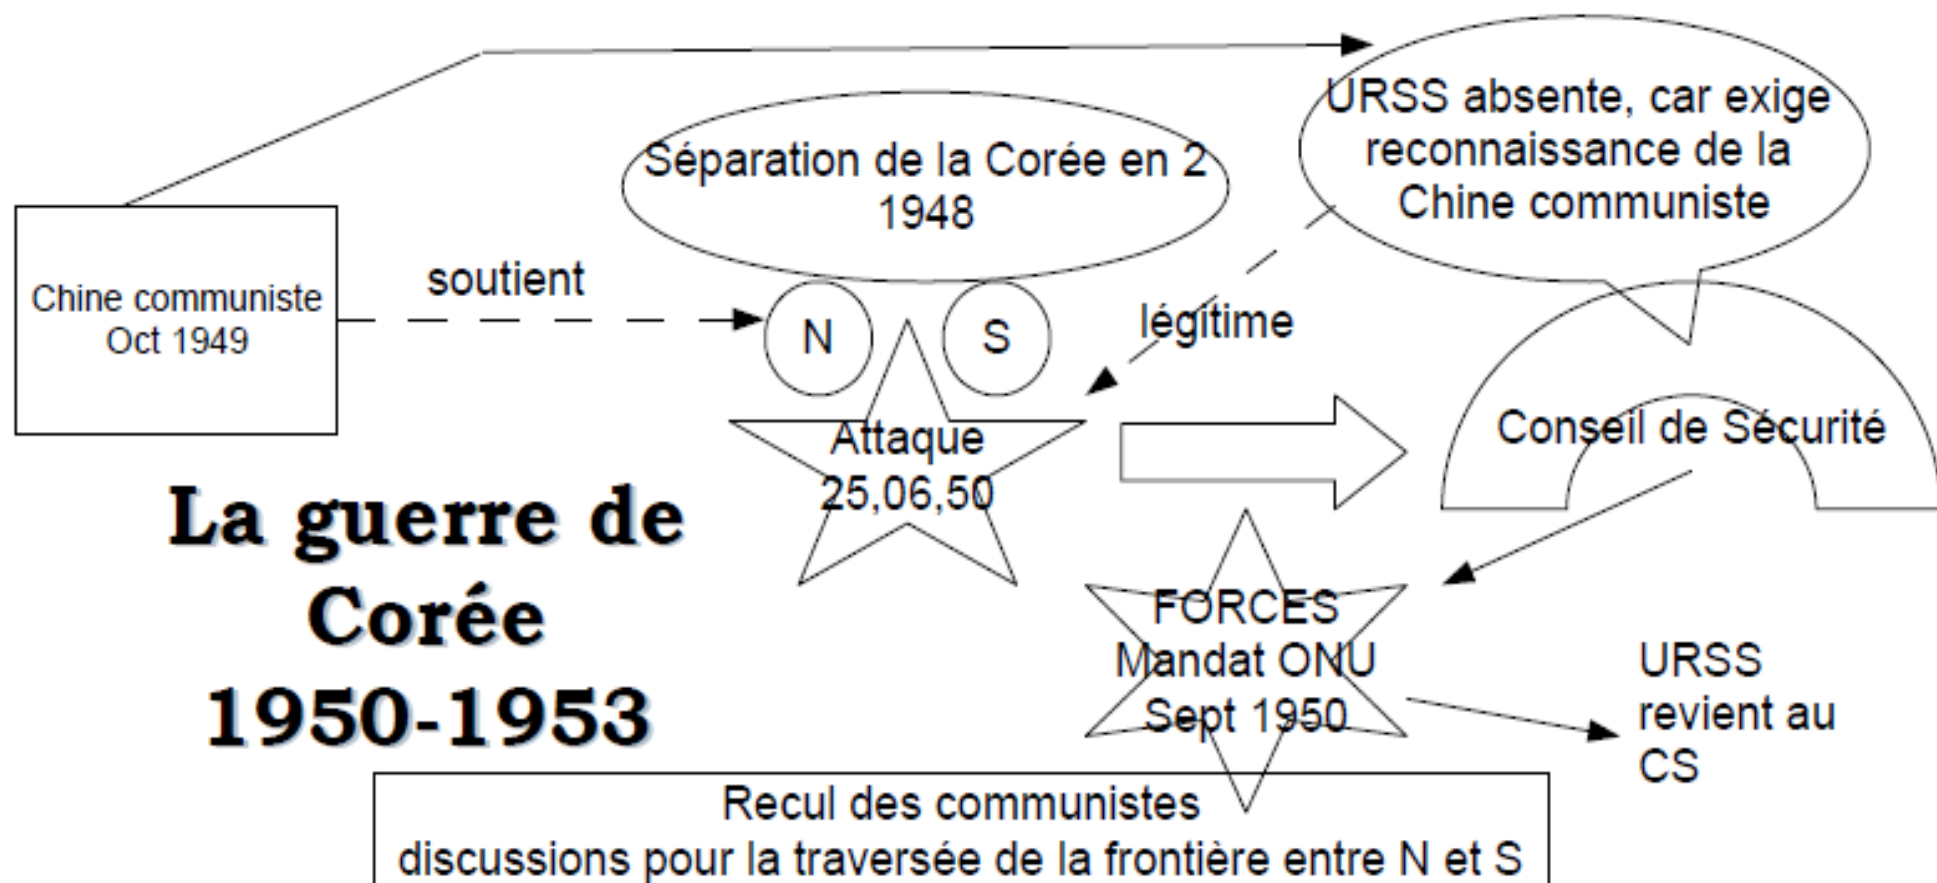 URSS absente, car exige
reconnaissance de la
Chine communiste
Séparation de la Corée en 2
1948
Chine communiste
Oct 1949
soutient
N
S
légitime
Attaque
25,06,50
Conseil de Sécurité
La guerre de
Corée
1950-1953
FORCES
Mandat ONU
Sept 1950
URSS
revient au
CS
Recul des communistes
discussions pour la traversée de la frontière entre N et S